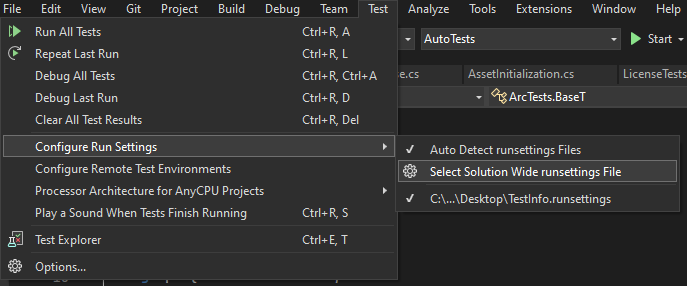 File Edit View Git Project Build Debug Team Test Analyze Tools Extensions Window Help
Run All Tests Ctrl+R, A
AutoTests Start
Repeat Last Run Ctrl+R, L
Debug All Tests Ctrl+R, Ctrl+A
se.cs AssetInitialization.cs LicenseTests
Debug Last Run Ctrl+R, D
ArcTests.BaseT
Clear All Test Results Ctrl+R, Del
Configure Run Settings
Auto Detect runsettings Files
Configure Remote Test Environments
Select Solution Wide runsettings File
Processor Architecture for AnyCPU Projects
C:\...\Desktop\TestInfo.runsettings
Play a Sound When Tests Finish Running Ctrl+R, S
Test Explorer Ctrl+E, T
Options...